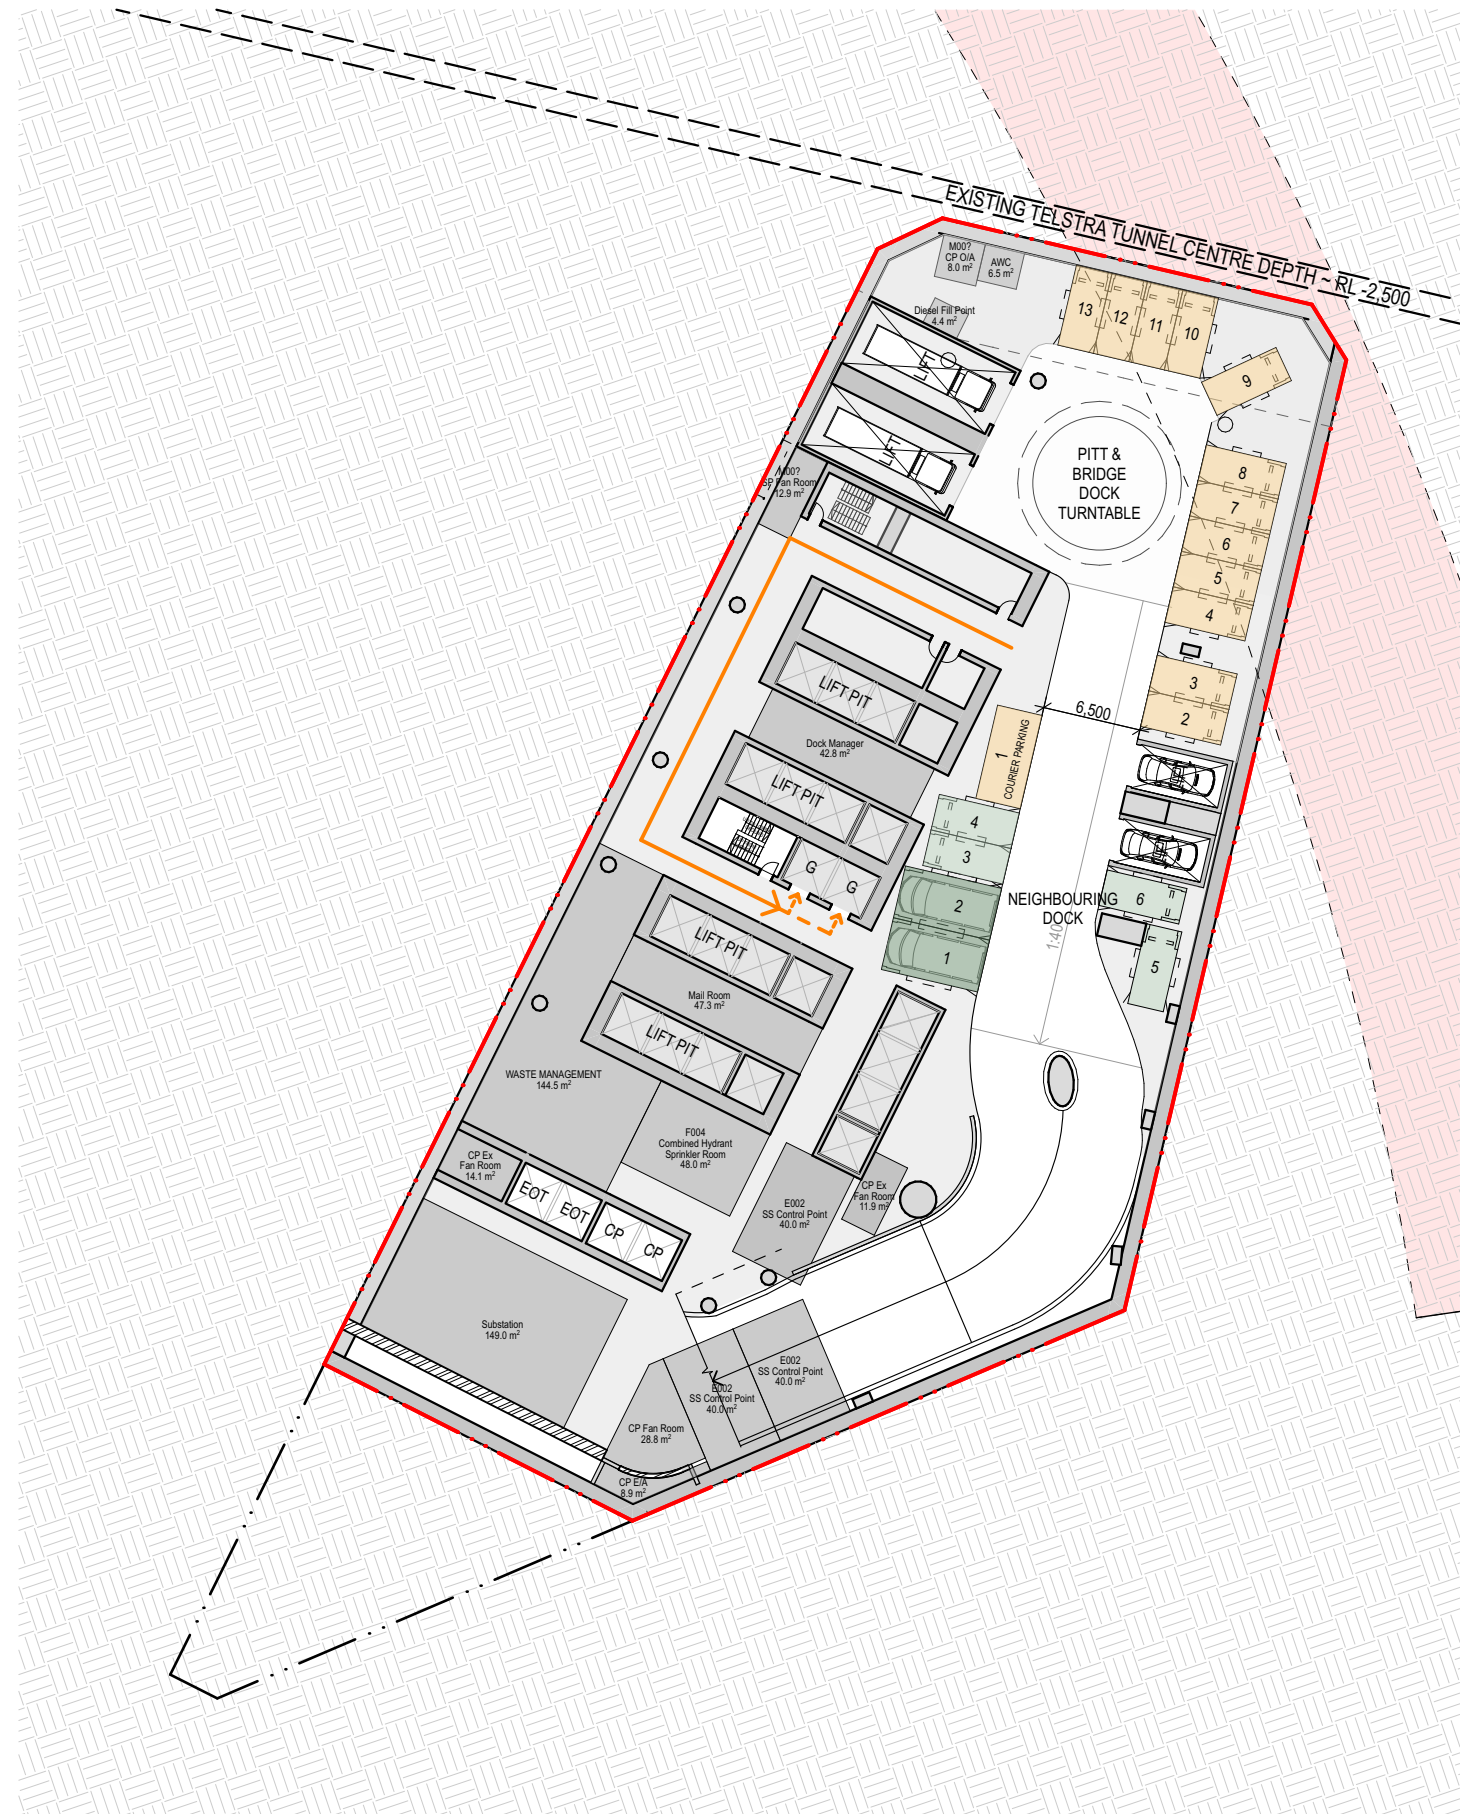 EXISTING TELSTRA TUNNEL CENTRE DEPTH ~ RL -2,500
M00?
CP O/A
8.0 m²
AWC
6.5 m²
Diesel Fill Point
4.4 m²
13
12
11
10
9
LIFT
LIFT
PITT &
BRIDGE
DOCK
TURNTABLE
8
7
6
5
4
3
2
M00?
SP Fan Room
12.9 m²
6,500
1
COURIER PARKING
LIFT PIT
Dock Manager
42.8 m²
LIFT PIT
G
G
4
3
2
1
NEIGHBOURING
DOCK
1:40
6
5
LIFT PIT
Mail Room
47.3 m²
LIFT PIT
WASTE MANAGEMENT
144.5 m²
F004
Combined Hydrant
Sprinkler Room
48.0 m²
CP Ex
Fan Room
14.1 m²
EOT
EOT
CP
CP
E002
SS Control Point
40.0 m²
CP Ex
Fan Room
11.9 m²
Substation
149.0 m²
E002
SS Control Point
40.0 m²
E002
SS Control Point
40.0 m²
CP Fan Room
28.8 m²
CP E/A
8.9 m²